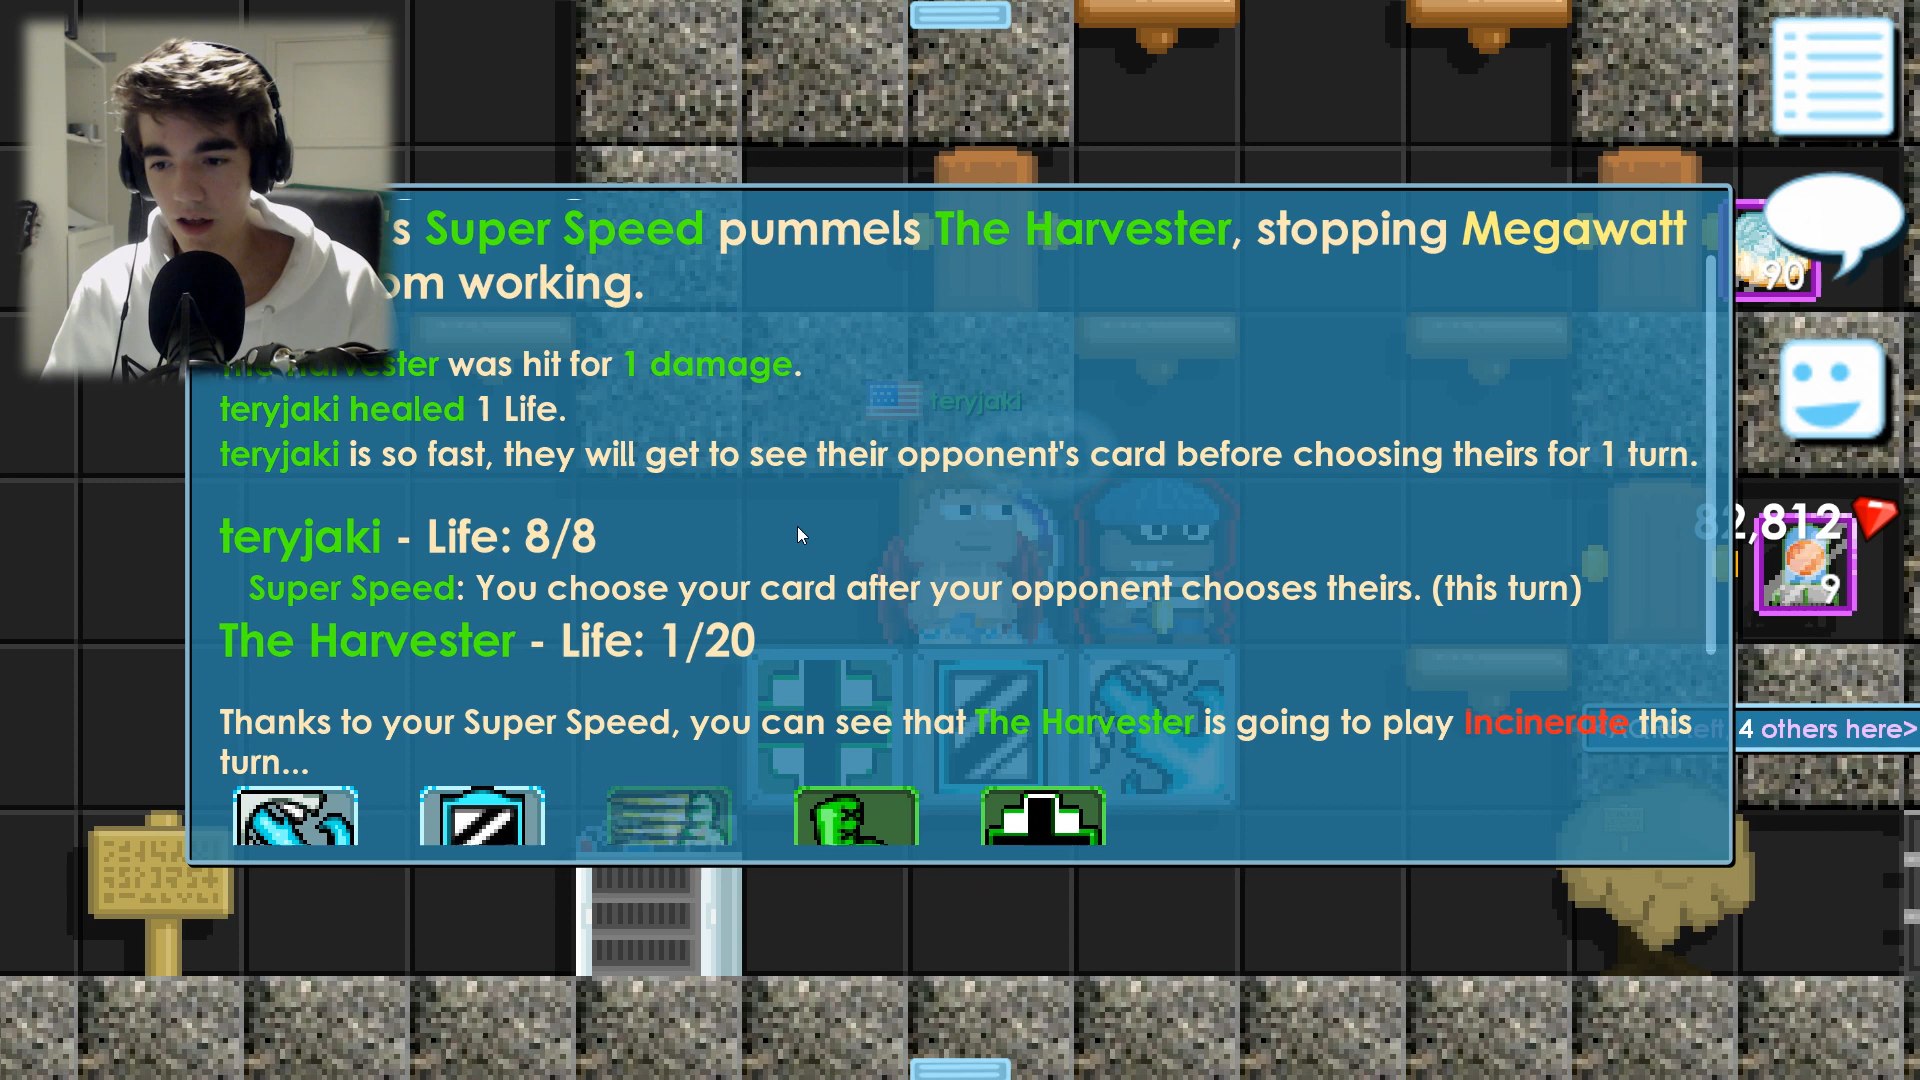 's Super Speed pummels The Harvester, stopping Megawatt
om working.
ster was hit for 1 damage.
teryjaki healed 1 Life.
teryjaki
teryjaki is so fast, they will get to see their opponent's card before choosing theirs for 1 turn.
teryjaki - Life: 8/8
Super Speed: You choose your card after your opponent chooses theirs. (this turn)
The Harvester - Life: 1/20
Thanks to your Super Speed, you can see that The Harvester is going to play Incinerate this
turn...
90
82,812
9
left, 4 others here>